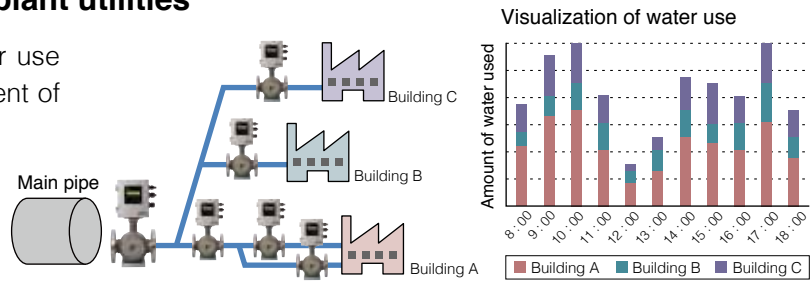 plant utilities
r use
ent of
Main pipe
Building C
Building B
Building A
Visualization of water use
Amount of water used
8:00
9:00
10:00
11:00
12:00
13:00
14:00
15:00
16:00
17:00
18:00
Building A Building B Building C